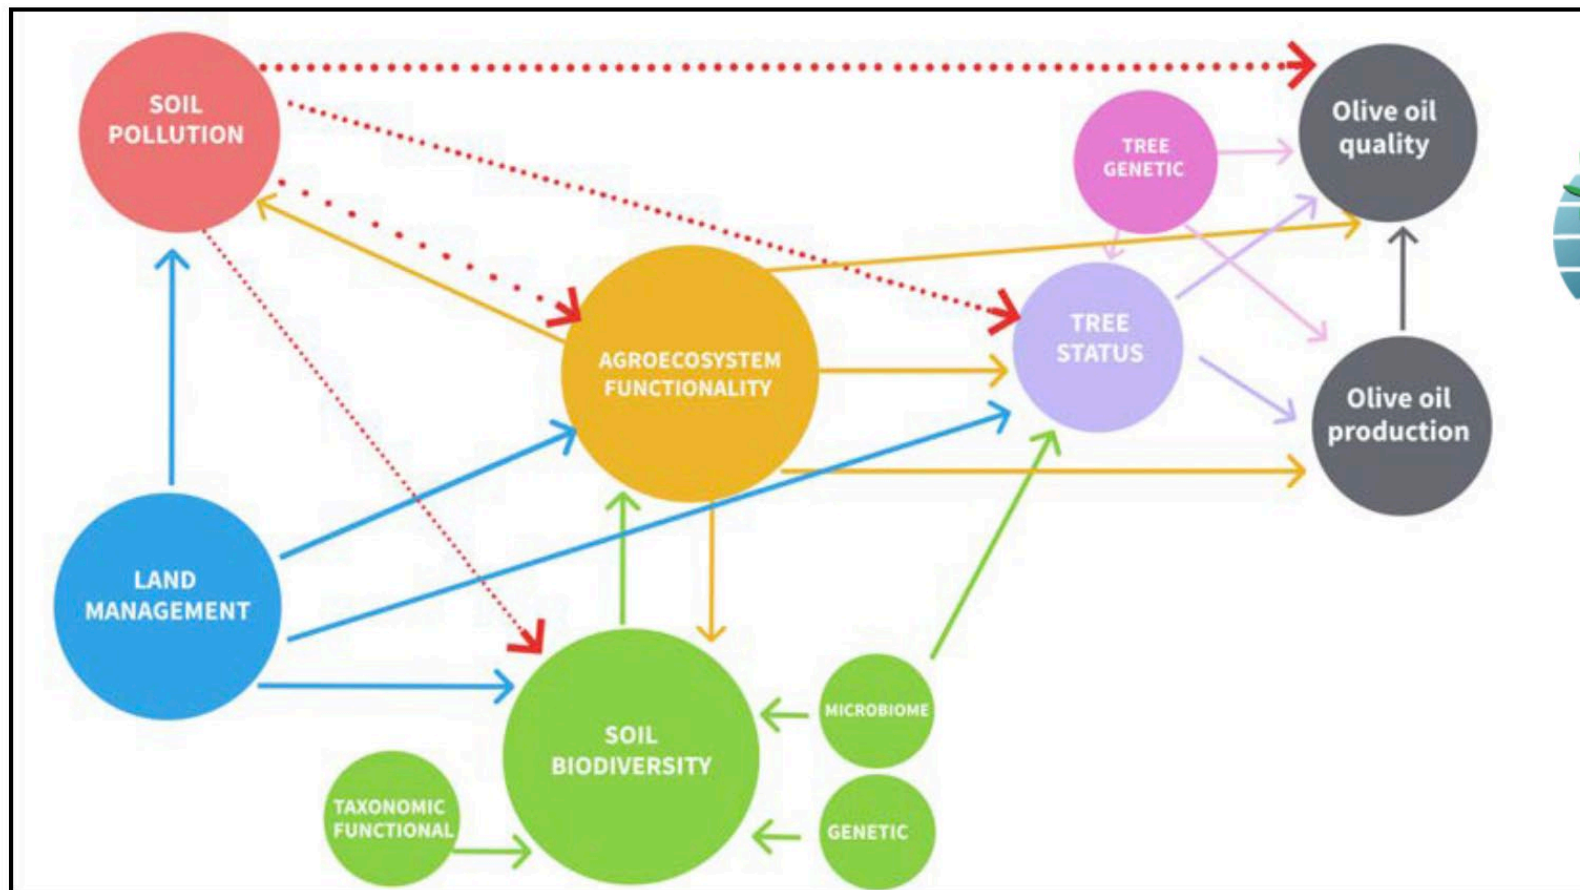 SOIL
POLLUTION
Olive oil
quality
TREE
GENETIC
TREE
STATUS
AGROECOSYSTEM
FUNCTIONALITY
Olive oil
production
LAND
MANAGEMENT
SOIL
BIODIVERSITY
MICROBIOME
TAXONOMIC
FUNCTIONAL
GENETIC